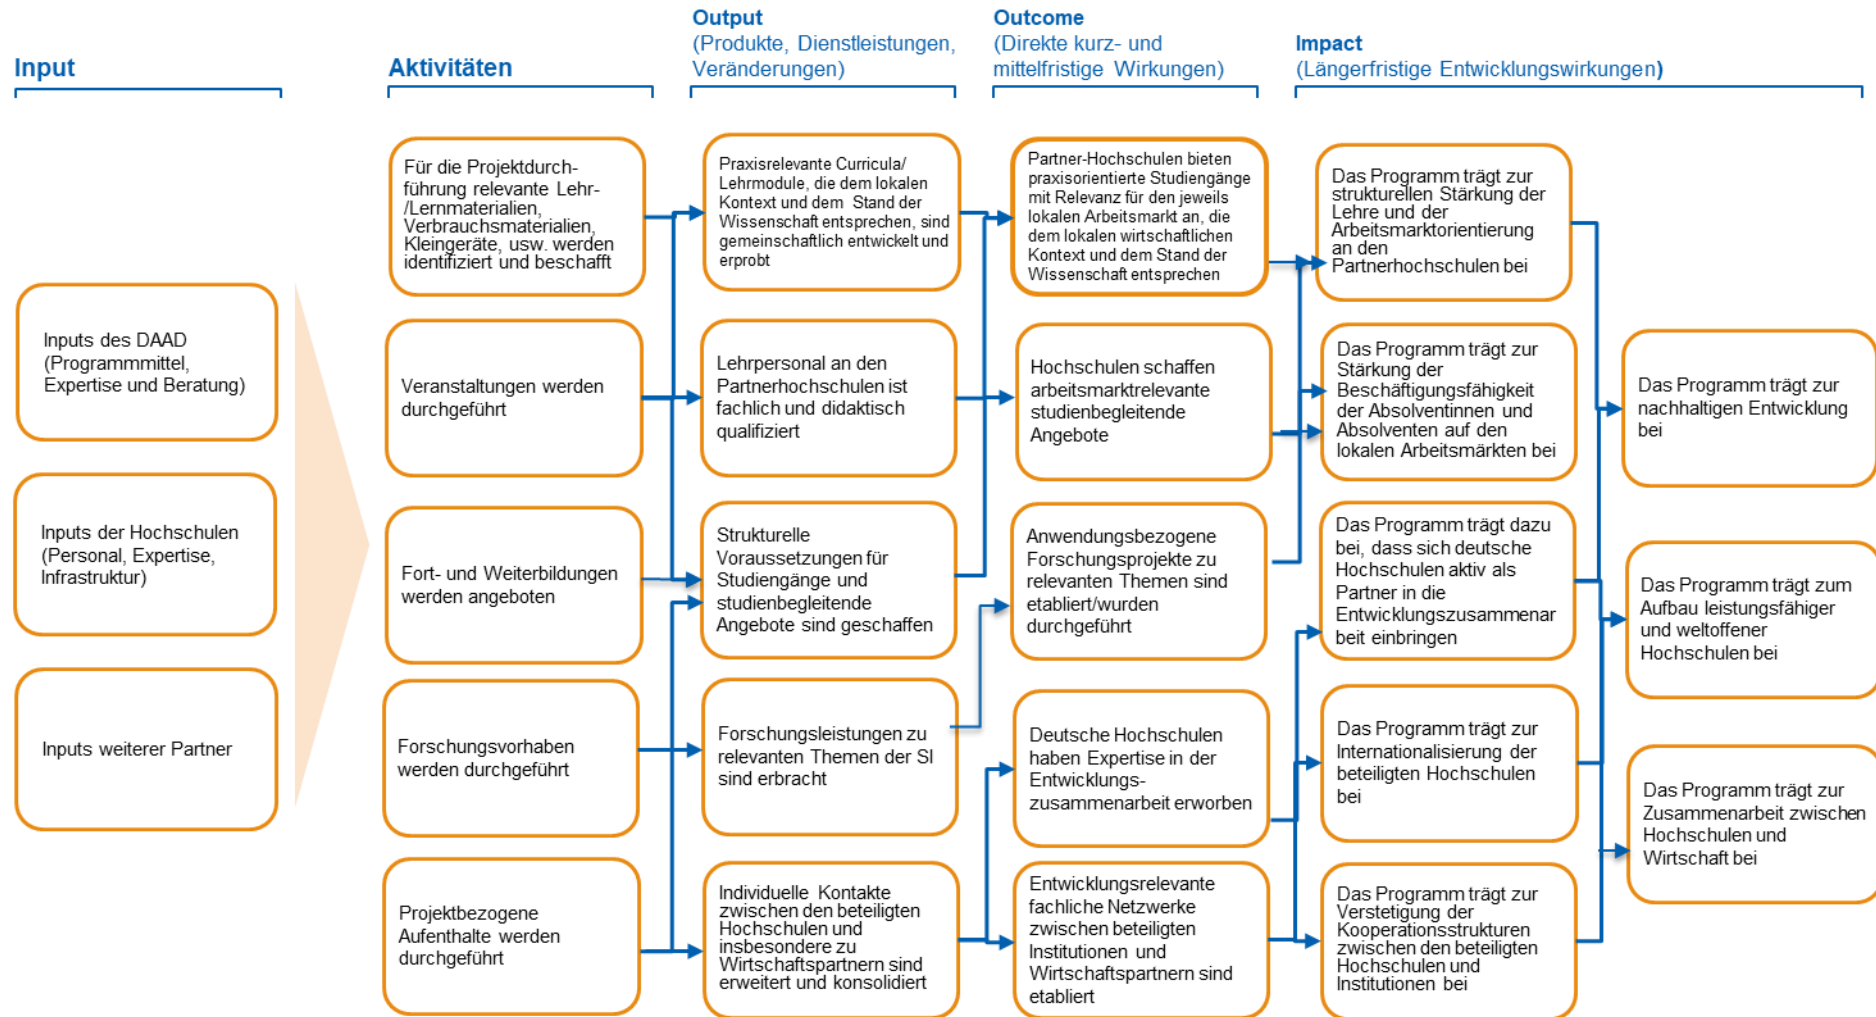 Input
Aktivitäten
Output
(Produkte, Dienstleistungen,
Veränderungen)
Outcome
(Direkte kurz- und
mittelfristige Wirkungen)
Impact
(Längerfristige Entwicklungswirkungen)
Inputs des DAAD
(Programmmittel,
Expertise und Beratung)
Inputs der Hochschulen
(Personal, Expertise,
Infrastruktur)
Inputs weiterer Partner
Für die Projektdurch-
führung relevante Lehr-
/Lernmaterialien,
Verbrauchsmaterialien,
Kleingeräte, usw. werden
identifiziert und beschafft
Veranstaltungen werden
durchgeführt
Fort- und Weiterbildungen
werden angeboten
Forschungsvorhaben
werden durchgeführt
Projektbezogene
Aufenthalte werden
durchgeführt
Praxisrelevante Curricula/
Lehrmodule, die dem lokalen
Kontext und dem Stand der
Wissenschaft entsprechen, sind
gemeinschaftlich entwickelt und
erprobt
Lehrpersonal an den
Partnerhochschulen ist
fachlich und didaktisch
qualifiziert
Strukturelle
Voraussetzungen für
Studiengänge und
studienbegleitende
Angebote sind geschaffen
Forschungsleistungen zu
relevanten Themen der SI
sind erbracht
Individuelle Kontakte
zwischen den beteiligten
Hochschulen und
insbesondere zu
Wirtschaftspartnern sind
erweitert und konsolidiert
Partner-Hochschulen bieten
praxisorientierte Studiengänge
mit Relevanz für den jeweils
lokalen Arbeitsmarkt an, die
dem lokalen wirtschaftlichen
Kontext und dem Stand der
Wissenschaft entsprechen
Hochschulen schaffen
arbeitsmarktrelevante
studienbegleitende
Angebote
Anwendungsbezogene
Forschungsprojekte zu
relevanten Themen sind
etabliert/wurden
durchgeführt
Deutsche Hochschulen
haben Expertise in der
Entwicklungs-
zusammenarbeit erworben
Entwicklungsrelevante
fachliche Netzwerke
zwischen beteiligten
Institutionen und
Wirtschaftspartnern sind
etabliert
Das Programm trägt zur
strukturellen Stärkung der
Lehre und der
Arbeitsmarktorientierung
an den
Partnerhochschulen bei
Das Programm trägt zur
Stärkung der
Beschäftigungsfähigkeit
der Absolventinnen und
Absolventen auf den
lokalen Arbeitsmärkten bei
Das Programm trägt dazu
bei, dass sich deutsche
Hochschulen aktiv als
Partner in die
Entwicklungszusammenar
beit einbringen
Das Programm trägt zur
Internationalisierung der
beteiligten Hochschulen
bei
Das Programm trägt zur
Verstetigung der
Kooperationsstrukturen
zwischen den beteiligten
Hochschulen und
Institutionen bei
Das Programm trägt zur
nachhaltigen Entwicklung
bei
Das Programm trägt zum
Aufbau leistungsfähiger
und weltoffener
Hochschulen bei
Das Programm trägt zur
Zusammenarbeit zwischen
Hochschulen und
Wirtschaft bei